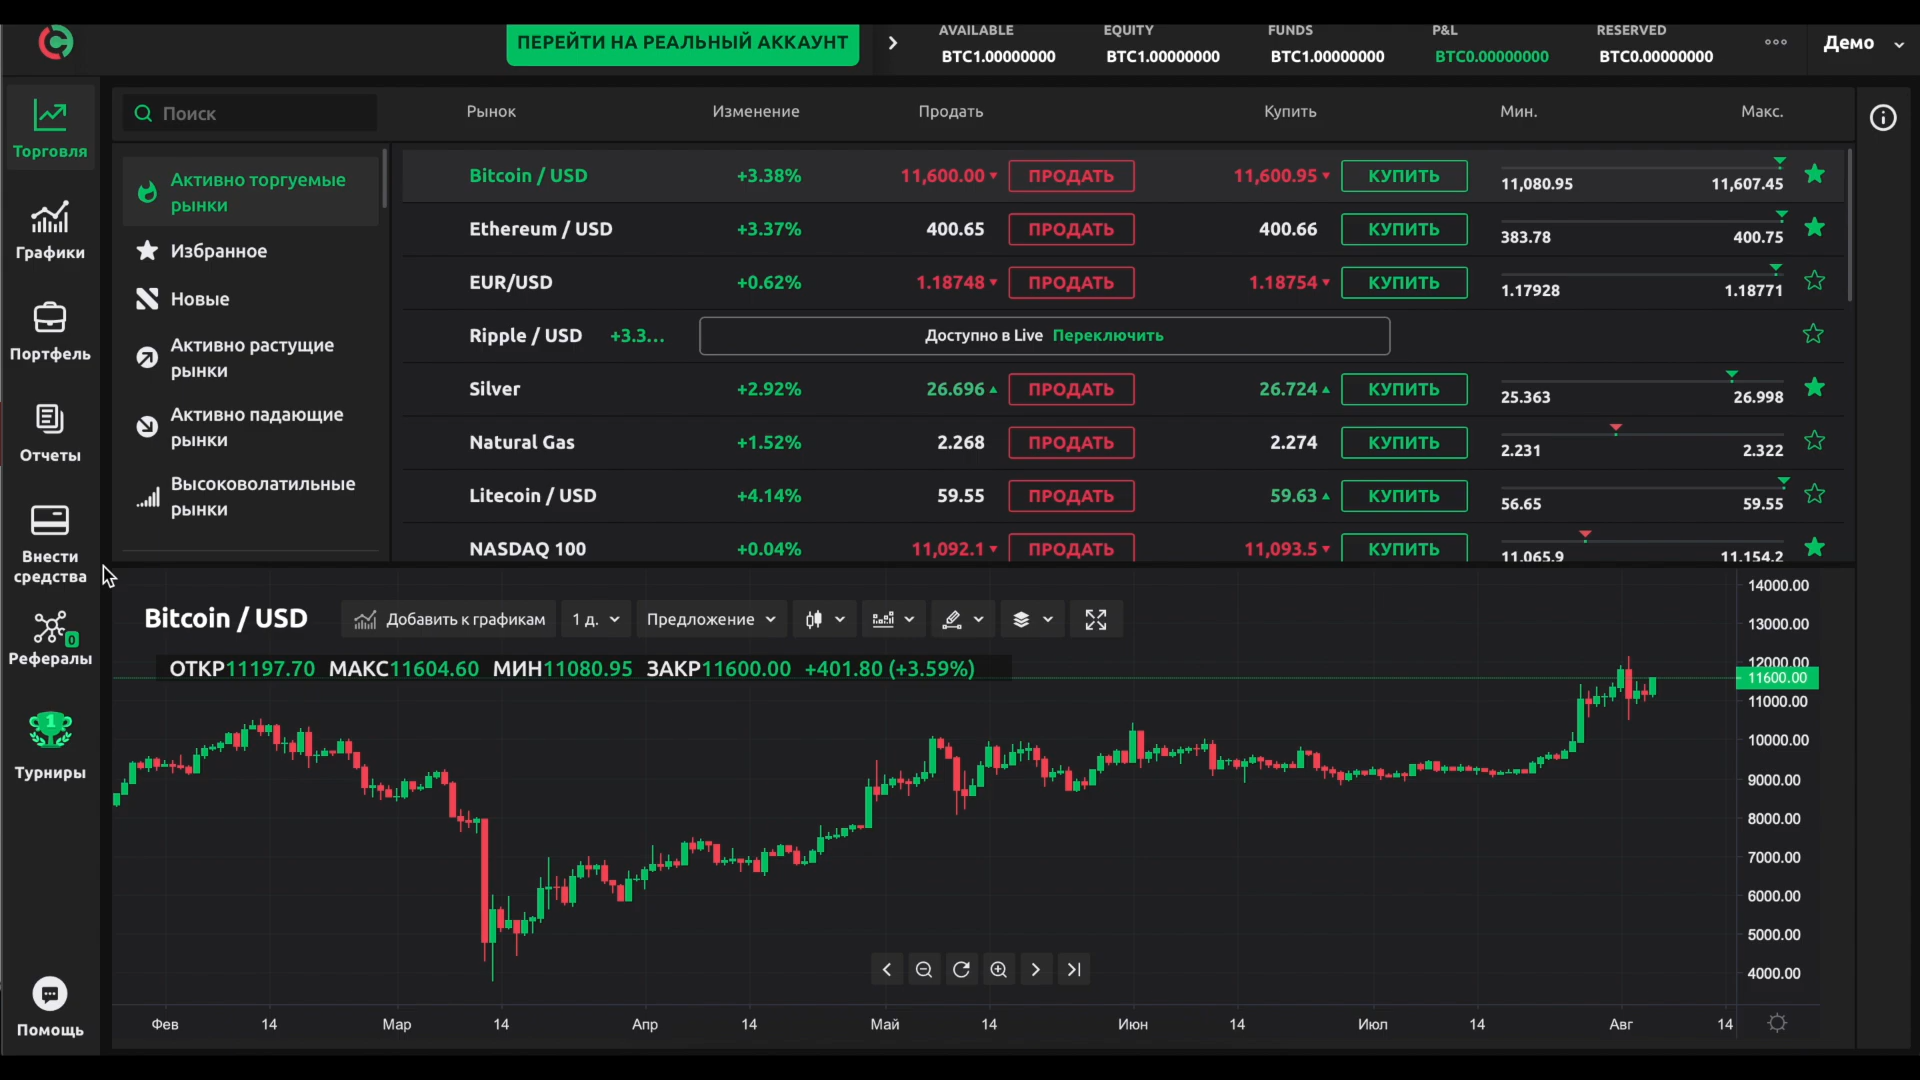 ПЕРЕЙТИ НА РЕАЛЬНЫЙ АККАУНТ
AVAILABLE EQUITY FUNDS P&L RESERVED
BTC1.00000000 BTC1.00000000 BTC1.00000000 BTC0.00000000 BTC0.00000000
Демо
Торговля
Графики
Портфель
Отчеты
Внести
средства
0
Рефералы
1
Турниры
Помощь
Поиск
Активно торгуемые
рынки
Избранное
Новые
Активно растущие
рынки
Активно падающие
рынки
Высоковолатильные
рынки
Рынок Изменение Продать Купить Мин. Макс.
Bitcoin / USD +3.38% 11,600.00 ПРОДАТЬ 11,600.95 КУПИТЬ 11,080.95 11,607.45
Ethereum / USD +3.37% 400.65 ПРОДАТЬ 400.66 КУПИТЬ 383.78 400.75
EUR/USD +0.62% 1.18748 ПРОДАТЬ 1.18754 КУПИТЬ 1.17928 1.18771
Ripple / USD +3.3... Доступно в Live Переключить
Silver +2.92% 26.696 ПРОДАТЬ 26.724 КУПИТЬ 25.363 26.998
Natural Gas +1.52% 2.268 ПРОДАТЬ 2.274 КУПИТЬ 2.231 2.322
Litecoin / USD +4.14% 59.55 ПРОДАТЬ 59.63 КУПИТЬ 56.65 59.55
NASDAQ 100 +0.04% 11,092.1 ПРОДАТЬ 11,093.5 КУПИТЬ 11,065.9 11,154.2
Bitcoin / USD Добавить к графикам 1 д. Предложение
ОТКР11197.70 МАКС11604.60 МИН11080.95 ЗАКР11600.00 +401.80 (+3.59%)
14000.00
13000.00
12000.00
11600.00
11000.00
10000.00
9000.00
8000.00
7000.00
6000.00
5000.00
4000.00
Фев 14 Мар 14 Апр 14 Май 14 Июн 14 Июл 14 Авг 14